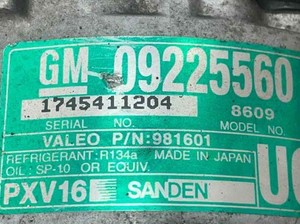 GM-09225560
1745411204 8609
SERIAL NO. MODEL NO.
VALEO P/N:981601
REFRIGERANT:R134a MADE IN JAPAN
OIL: SP-10 OR EQUIV.
PXV16 SANDEN